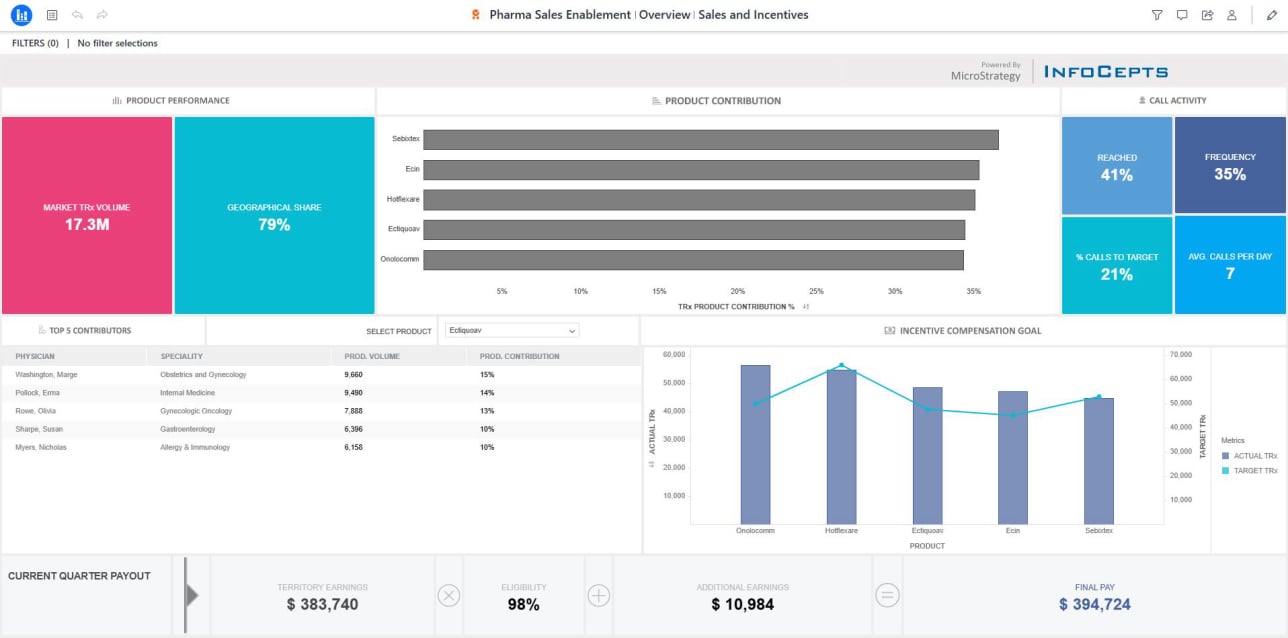 Pharma Sales Enablement | Overview | Sales and Incentives
FILTERS (0) | No filter selections
Powered By
MicroStrategy
INFOCEPTS
PRODUCT PERFORMANCE
MARKET TRx VOLUME
17.3M
GEOGRAPHICAL SHARE
79%
PRODUCT CONTRIBUTION
Sebixtex
Ecin
Hotflexare
Ectiquoav
Onolocomm
5% 10% 15% 20% 25% 30% 35%
TRx PRODUCT CONTRIBUTION %
CALL ACTIVITY
REACHED
41%
FREQUENCY
35%
% CALLS TO TARGET
21%
AVG. CALLS PER DAY
7
TOP 5 CONTRIBUTORS
SELECT PRODUCT Ectiquoav
PHYSICIAN SPECIALITY PROD. VOLUME PROD. CONTRIBUTION
Washington, Marge Obstetrics and Gynecology 9,660 15%
Pollock, Erma Internal Medicine 9,490 14%
Rowe, Olivia Gynecologic Oncology 7,888 13%
Sharpe, Susan Gastroenterology 6,396 10%
Myers, Nicholas Allergy & Immunology 6,158 10%
INCENTIVE COMPENSATION GOAL
ACTUAL TRx
60,000
50,000
40,000
30,000
20,000
10,000
70,000
60,000
50,000
40,000
30,000
20,000
10,000
TARGET TRx
Onolocomm Hotflexare Ectiquoav Ecin Sebixtex
PRODUCT
Metrics
ACTUAL TRx
TARGET TRx
CURRENT QUARTER PAYOUT
TERRITORY EARNINGS
$ 383,740
ELIGIBILITY
98%
ADDITIONAL EARNINGS
$ 10,984
FINAL PAY
$ 394,724